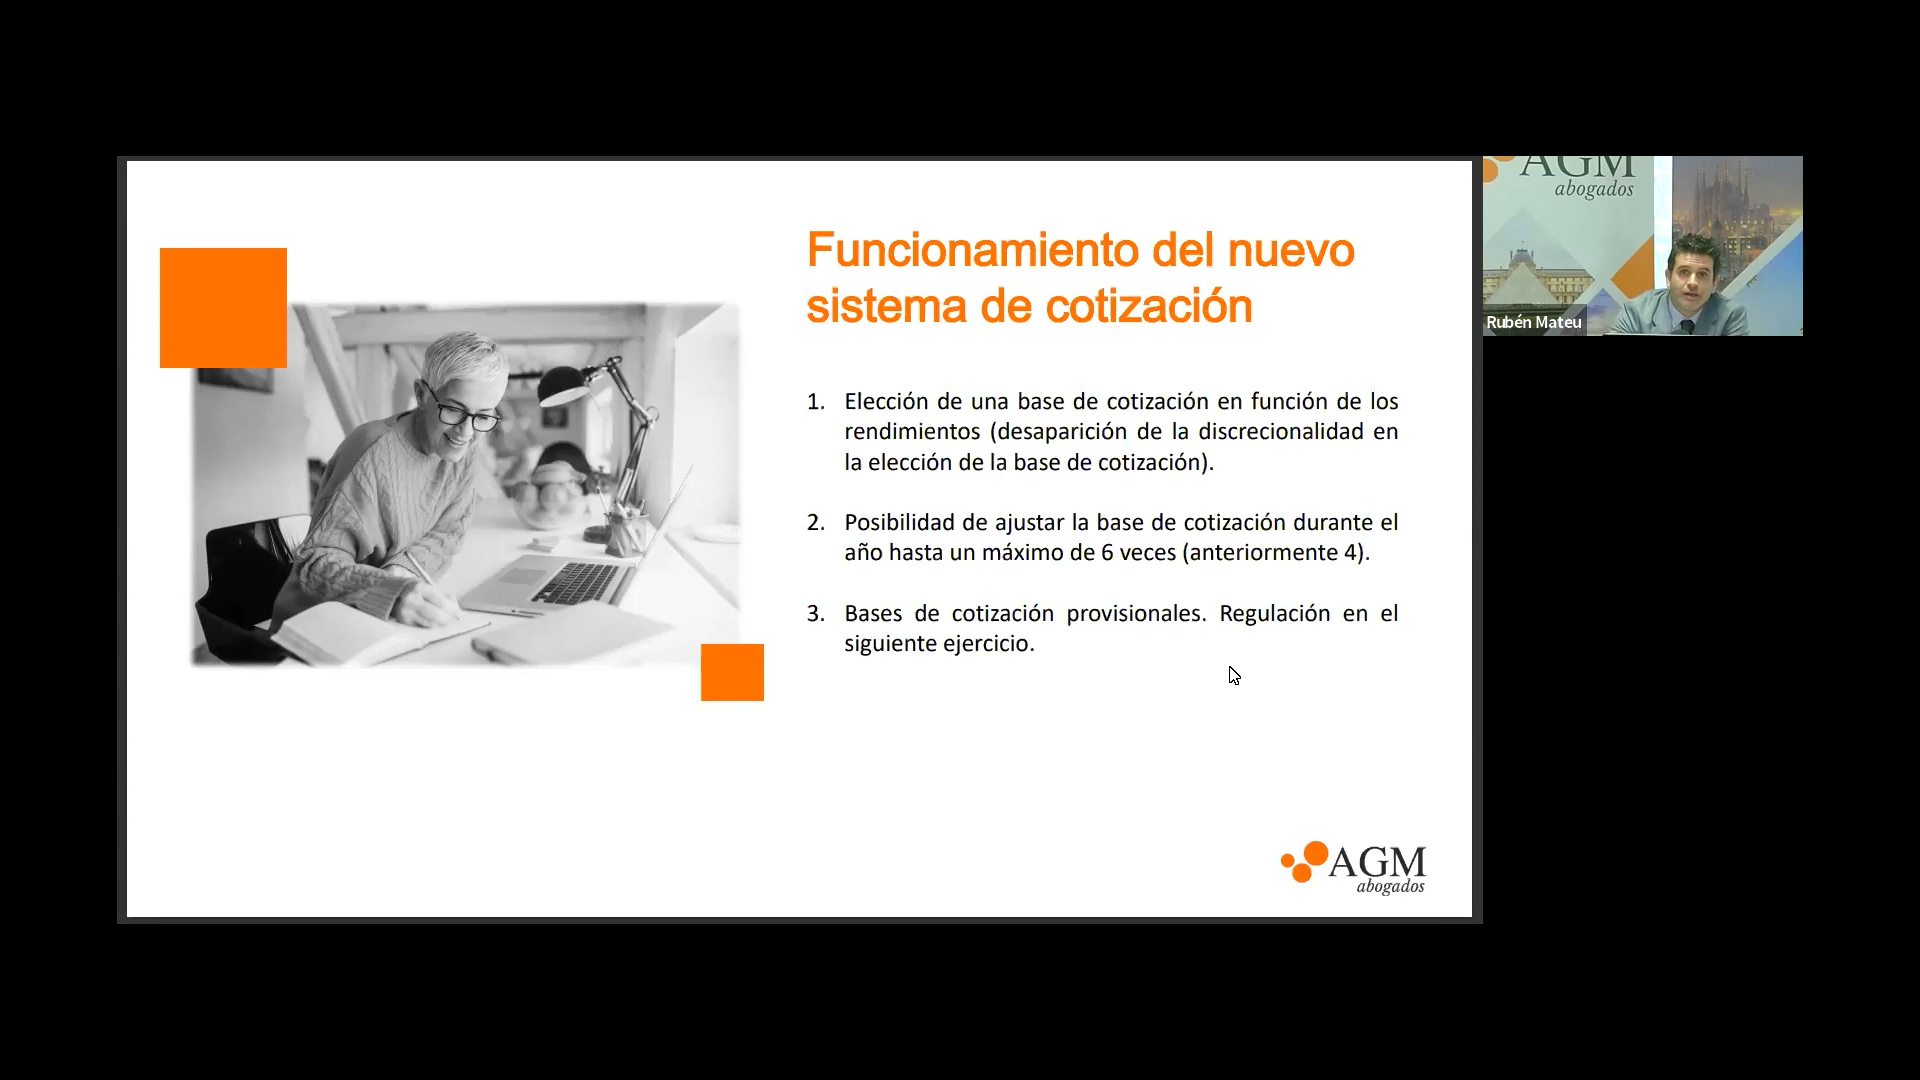 Funcionamiento del nuevo
sistema de cotización
1. Elección de una base de cotización en función de los
rendimientos (desaparición de la discrecionalidad en
la elección de la base de cotización).
2. Posibilidad de ajustar la base de cotización durante el
año hasta un máximo de 6 veces (anteriormente 4).
3. Bases de cotización provisionales. Regulación en el
siguiente ejercicio.
AGM
abogados
AGM
abogados
Rubén Mateu